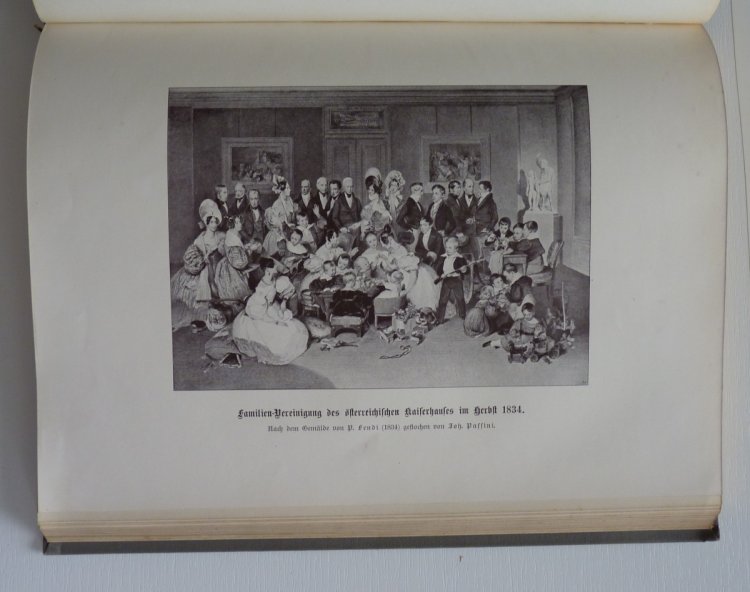 Familien-Vereinigung des österreichischen Kaiserhauses im Herbst 1834.
Nach dem Gemälde von P. Fendi (1834) gestochen von Joh. Passini.